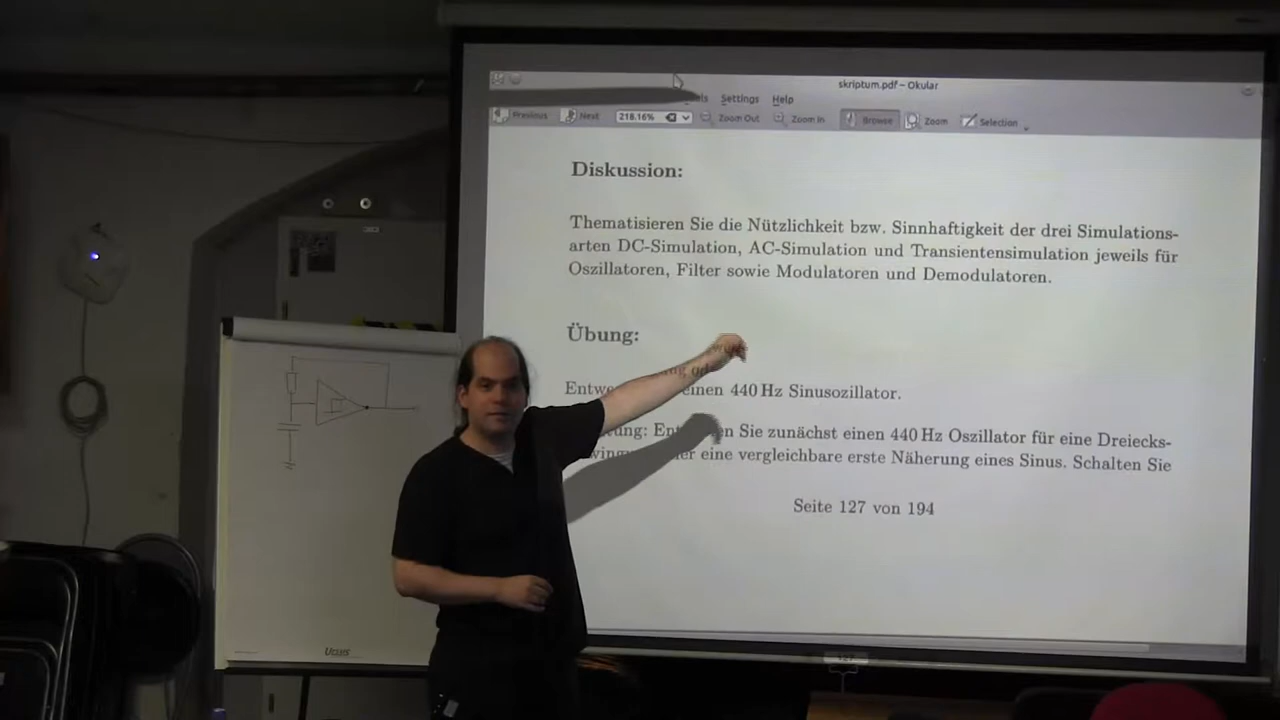 skriptum.pdf – Okular
Settings Help
Previous Next 218.16% Zoom Out Zoom In Browse Zoom Selection
Diskussion:
Thematisieren Sie die Nützlichkeit bzw. Sinnhaftigkeit der drei Simulations-
arten DC-Simulation, AC-Simulation und Transientensimulation jeweils für
Oszillatoren, Filter sowie Modulatoren und Demodulatoren.
Übung:
einen 440 Hz Sinusozillator.
Sie zunächst einen 440 Hz Oszillator für eine Dreiecks-
eine vergleichbare erste Näherung eines Sinus. Schalten Sie
Seite 127 von 194
127